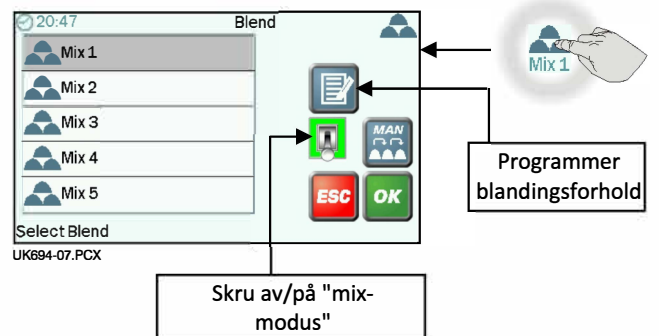 20:47 Blend
Mix 1
Mix 2
Mix 3
Mix 4
Mix 5
MAN
ESC OK
Select Blend
UK694-07.PCX
Mix 1
Programmer
blandingsforhold
Skru av/på "mix-
modus"